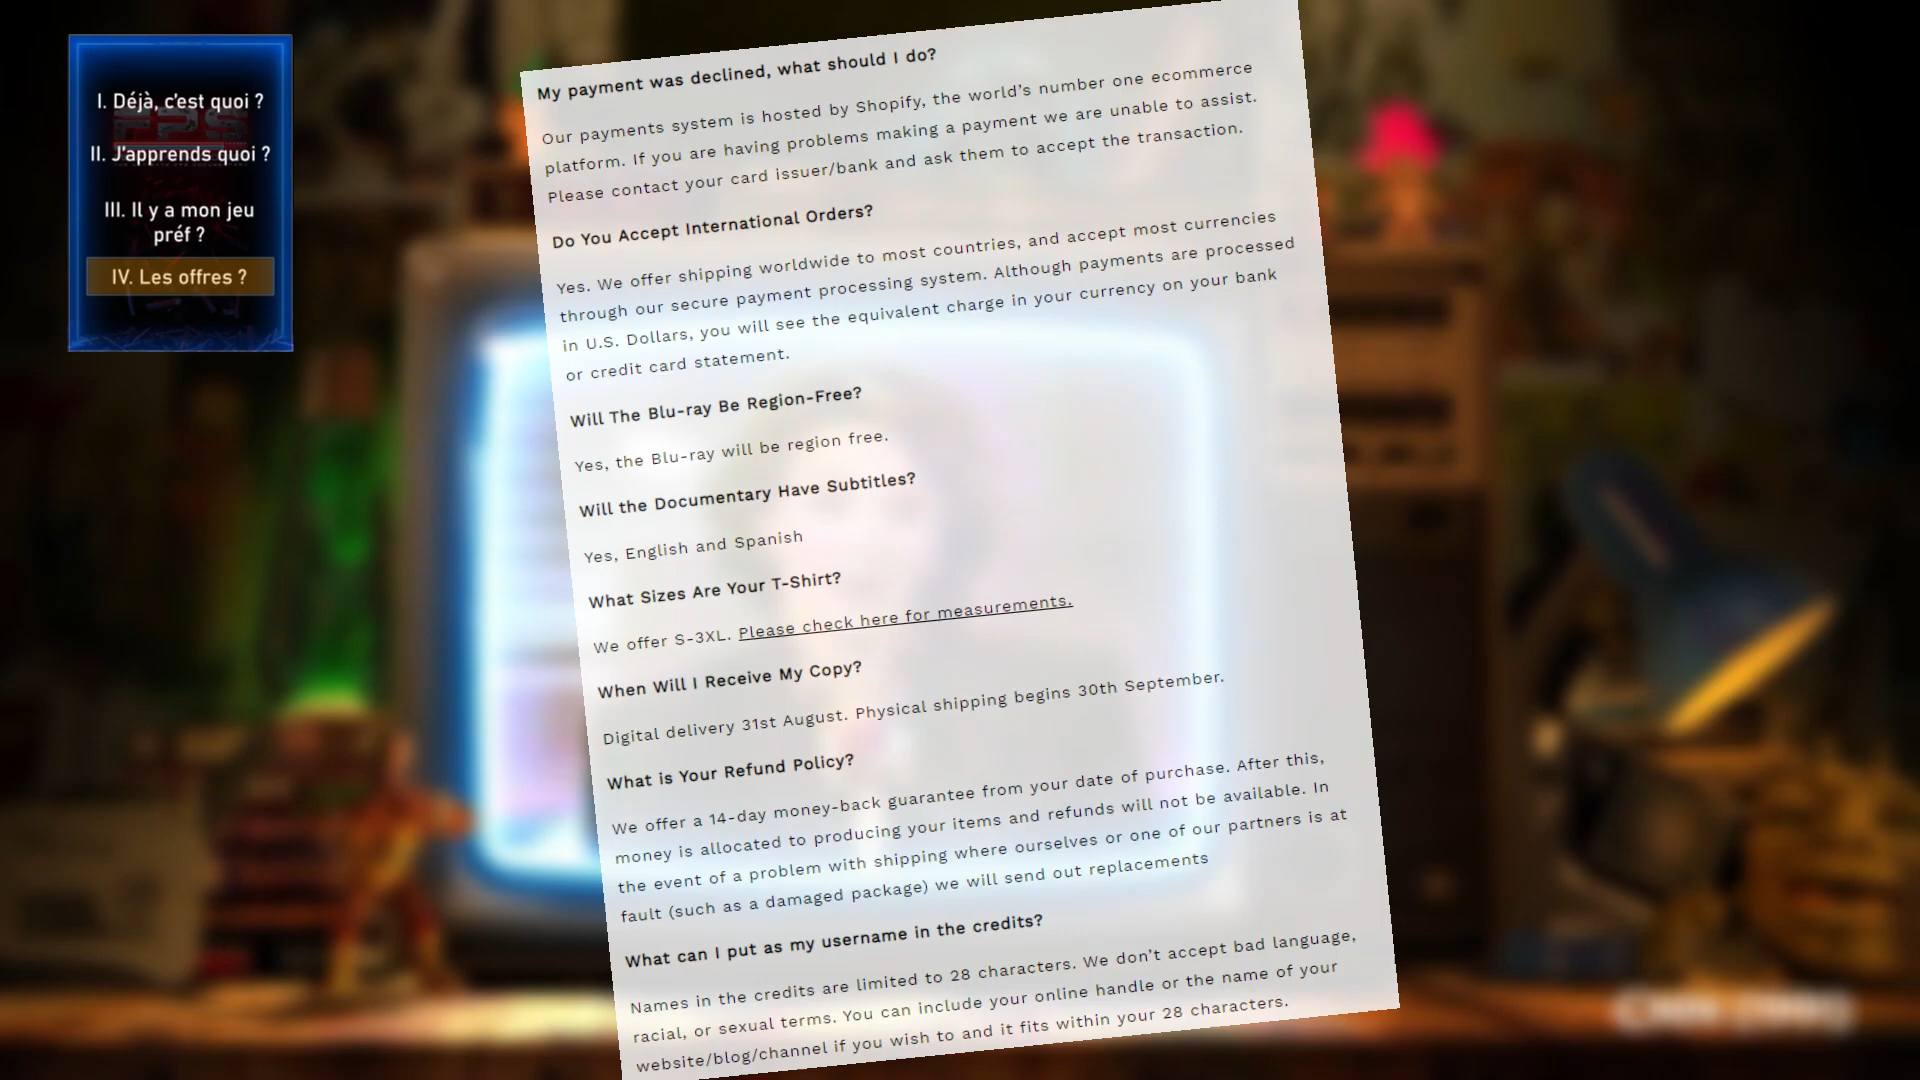 I. Déjà, c'est quoi ?
II. J'apprends quoi ?
III. Il y a mon jeu
préf ?
IV. Les offres ?
My payment was declined, what should I do?
Our payments system is hosted by Shopify, the world's number one ecommerce
platform. If you are having problems making a payment we are unable to assist.
Please contact your card issuer/bank and ask them to accept the transaction.
Do You Accept International Orders?
Yes. We offer shipping worldwide to most countries, and accept most currencies
through our secure payment processing system. Although payments are processed
in U.S. Dollars, you will see the equivalent charge in your currency on your bank
or credit card statement.
Will The Blu-ray Be Region-Free?
Yes, the Blu-ray will be region free.
Will the Documentary Have Subtitles?
Yes, English and Spanish
What Sizes Are Your T-Shirt?
We offer S-3XL. Please check here for measurements.
When Will I Receive My Copy?
Digital delivery 31st August. Physical shipping begins 30th September.
What is Your Refund Policy?
We offer a 14-day money-back guarantee from your date of purchase. After this,
money is allocated to producing your items and refunds will not be available. In
the event of a problem with shipping where ourselves or one of our partners is at
fault (such as a damaged package) we will send out replacements
What can I put as my username in the credits?
Names in the credits are limited to 28 characters. We don't accept bad language,
racial, or sexual terms. You can include your online handle or the name of your
website/blog/channel if you wish to and it fits within your 28 characters.